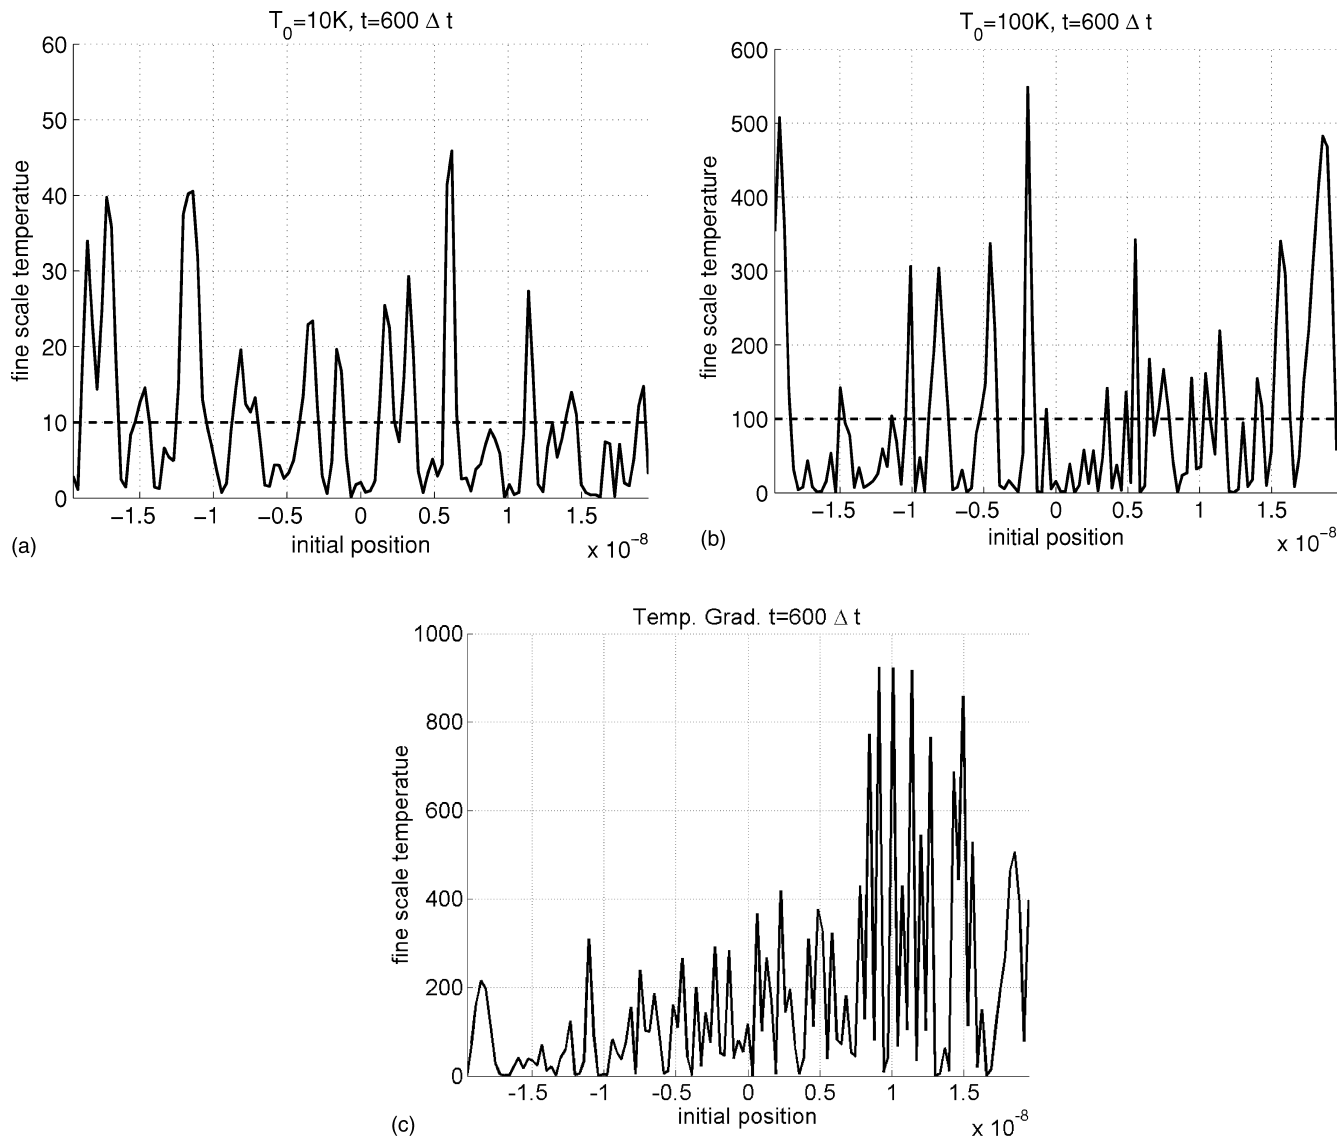 T0=10K, t=600 Δ t
60
50
40
30
20
10
0
fine scale temperature
−1.5 −1 −0.5 0 0.5 1 1.5
initial position
x 10−8
(a)
T0=100K, t=600 Δ t
600
500
400
300
200
100
0
fine scale temperature
−1.5 −1 −0.5 0 0.5 1 1.5
initial position
x 10−8
(b)
Temp. Grad. t=600 Δ t
1000
800
600
400
200
0
fine scale temperatue
-1.5 -1 -0.5 0 0.5 1 1.5
initial position
x 10-8
(c)